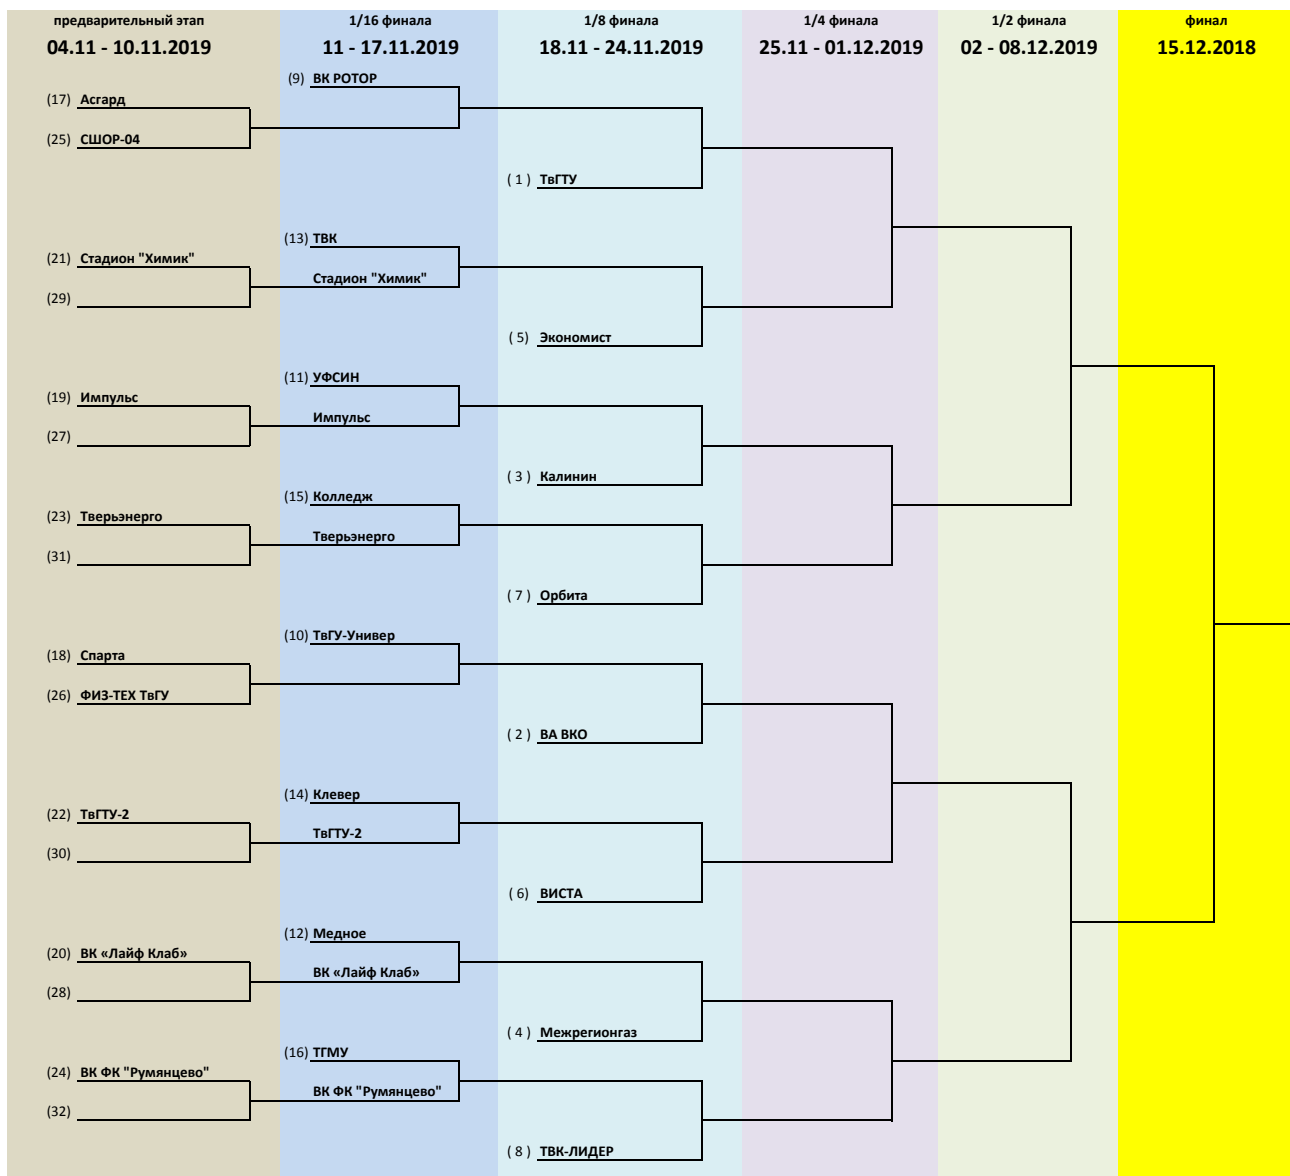 предварительный этап 1/16 финала 1/8 финала 1/4 финала 1/2 финала финал
04.11 - 10.11.2019 11 - 17.11.2019 18.11 - 24.11.2019 25.11 - 01.12.2019 02 - 08.12.2019 15.12.2018
(9) ВК РОТОР
(17) Асгард
(25) СШОР-04
( 1 ) ТвГТУ
(13) ТВК
(21) Стадион "Химик"
Стадион "Химик"
(29)
( 5) Экономист
(11) УФСИН
(19) Импульс
Импульс
(27)
( 3 ) Калинин
(15) Колледж
(23) Тверьэнерго
Тверьэнерго
(31)
( 7 ) Орбита
(10) ТвГУ-Универ
(18) Спарта
(26) ФИЗ-ТЕХ ТвГУ
( 2 ) ВА ВКО
(14) Клевер
(22) ТвГТУ-2
ТвГТУ-2
(30)
( 6) ВИСТА
(12) Медное
(20) ВК «Лайф Клаб»
ВК «Лайф Клаб»
(28)
( 4 ) Межрегионгаз
(16) ТГМУ
(24) ВК ФК "Румянцево"
ВК ФК "Румянцево"
(32)
( 8 ) ТВК-ЛИДЕР